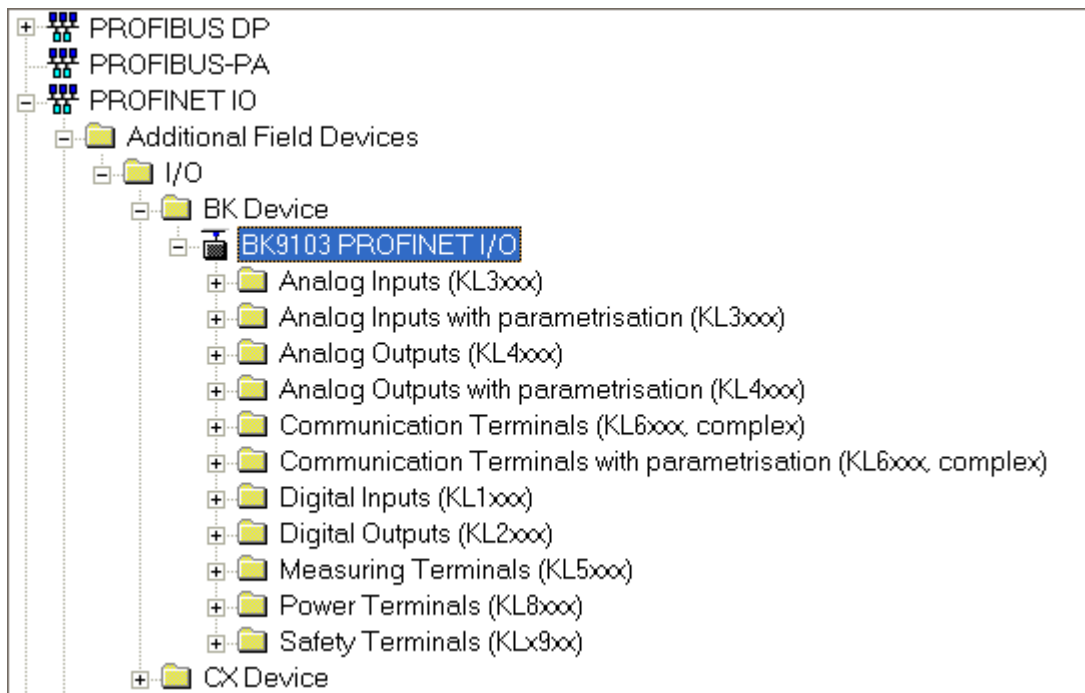 PROFIBUS DP
PROFIBUS-PA
PROFINET IO
Additional Field Devices
I/O
BK Device
BK9103 PROFINET I/O
Analog Inputs (KL3xxx)
Analog Inputs with parametrisation (KL3xxx)
Analog Outputs (KL4xxx)
Analog Outputs with parametrisation (KL4xxx)
Communication Terminals (KL6xxx, complex)
Communication Terminals with parametrisation (KL6xxx, complex)
Digital Inputs (KL1xxx)
Digital Outputs (KL2xxx)
Measuring Terminals (KL5xxx)
Power Terminals (KL8xxx)
Safety Terminals (KLx9xx)
CX Device